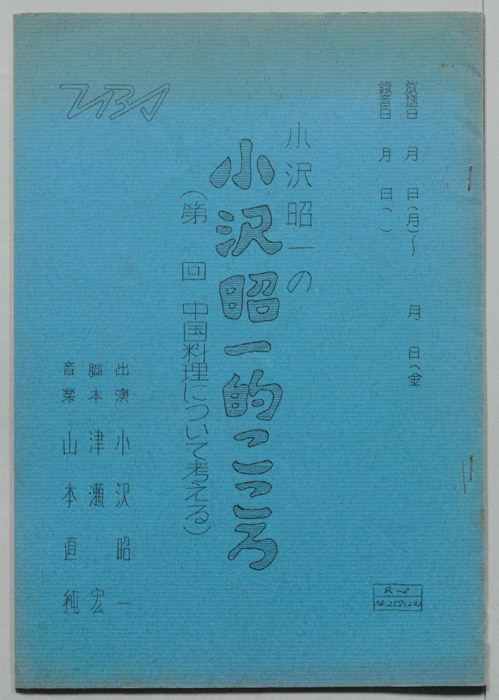 放送日　月　日(月)〜　月　日(金
録音日　月　日(、)
小沢昭一の
小沢昭一的こころ
(第　回　中国料理について考える)
出演　小沢昭一
脚本　津瀬宏
音楽　山本直純
TBS
R-2